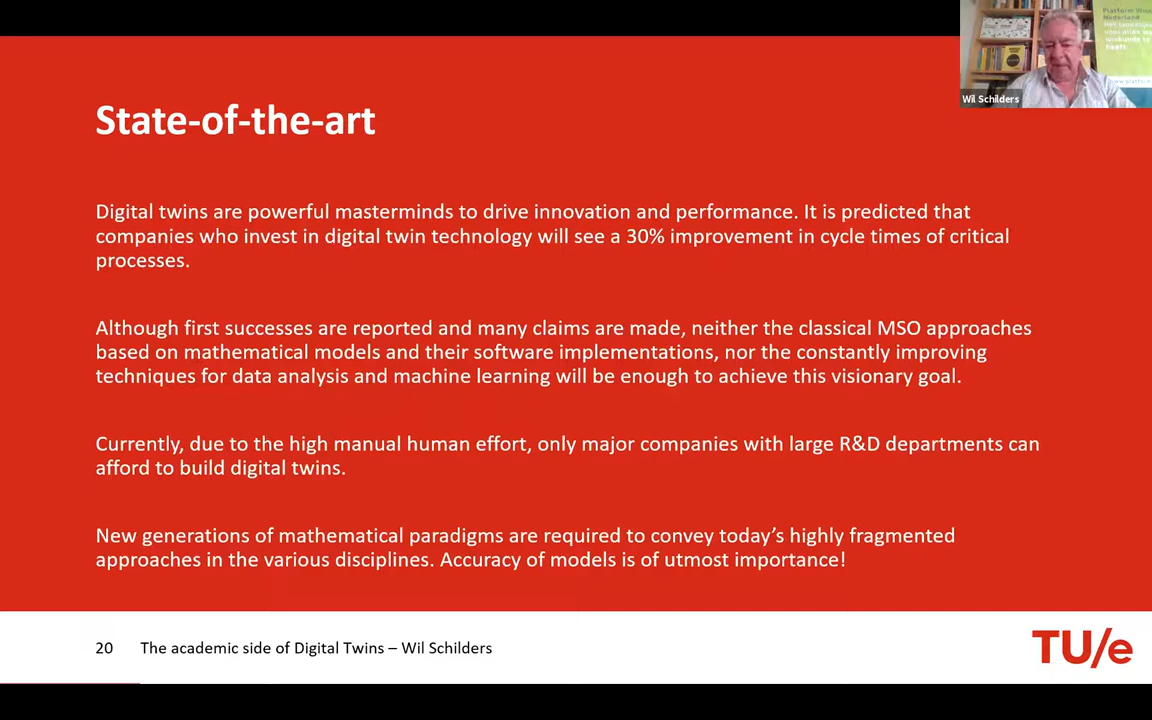 State-of-the-art
Digital twins are powerful masterminds to drive innovation and performance. It is predicted that
companies who invest in digital twin technology will see a 30% improvement in cycle times of critical
processes.
Although first successes are reported and many claims are made, neither the classical MSO approaches
based on mathematical models and their software implementations, nor the constantly improving
techniques for data analysis and machine learning will be enough to achieve this visionary goal.
Currently, due to the high manual human effort, only major companies with large R&D departments can
afford to build digital twins.
New generations of mathematical paradigms are required to convey today’s highly fragmented
approaches in the various disciplines. Accuracy of models is of utmost importance!
20 The academic side of Digital Twins – Wil Schilders
TU/e
Wil Schilders
Platform
Nederland